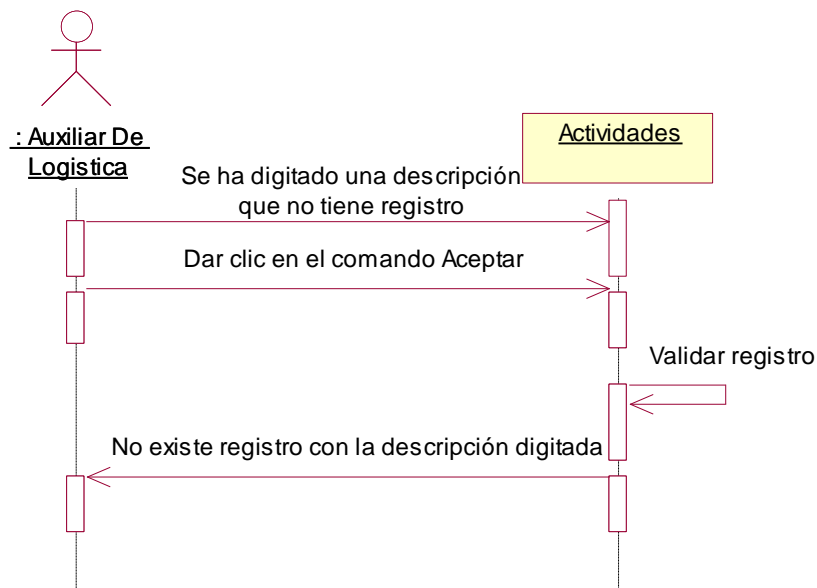 : Auxiliar De
Logistica
Actividades
Se ha digitado una descripción
que no tiene registro
Dar clic en el comando Aceptar
Validar registro
No existe registro con la descripción digitada